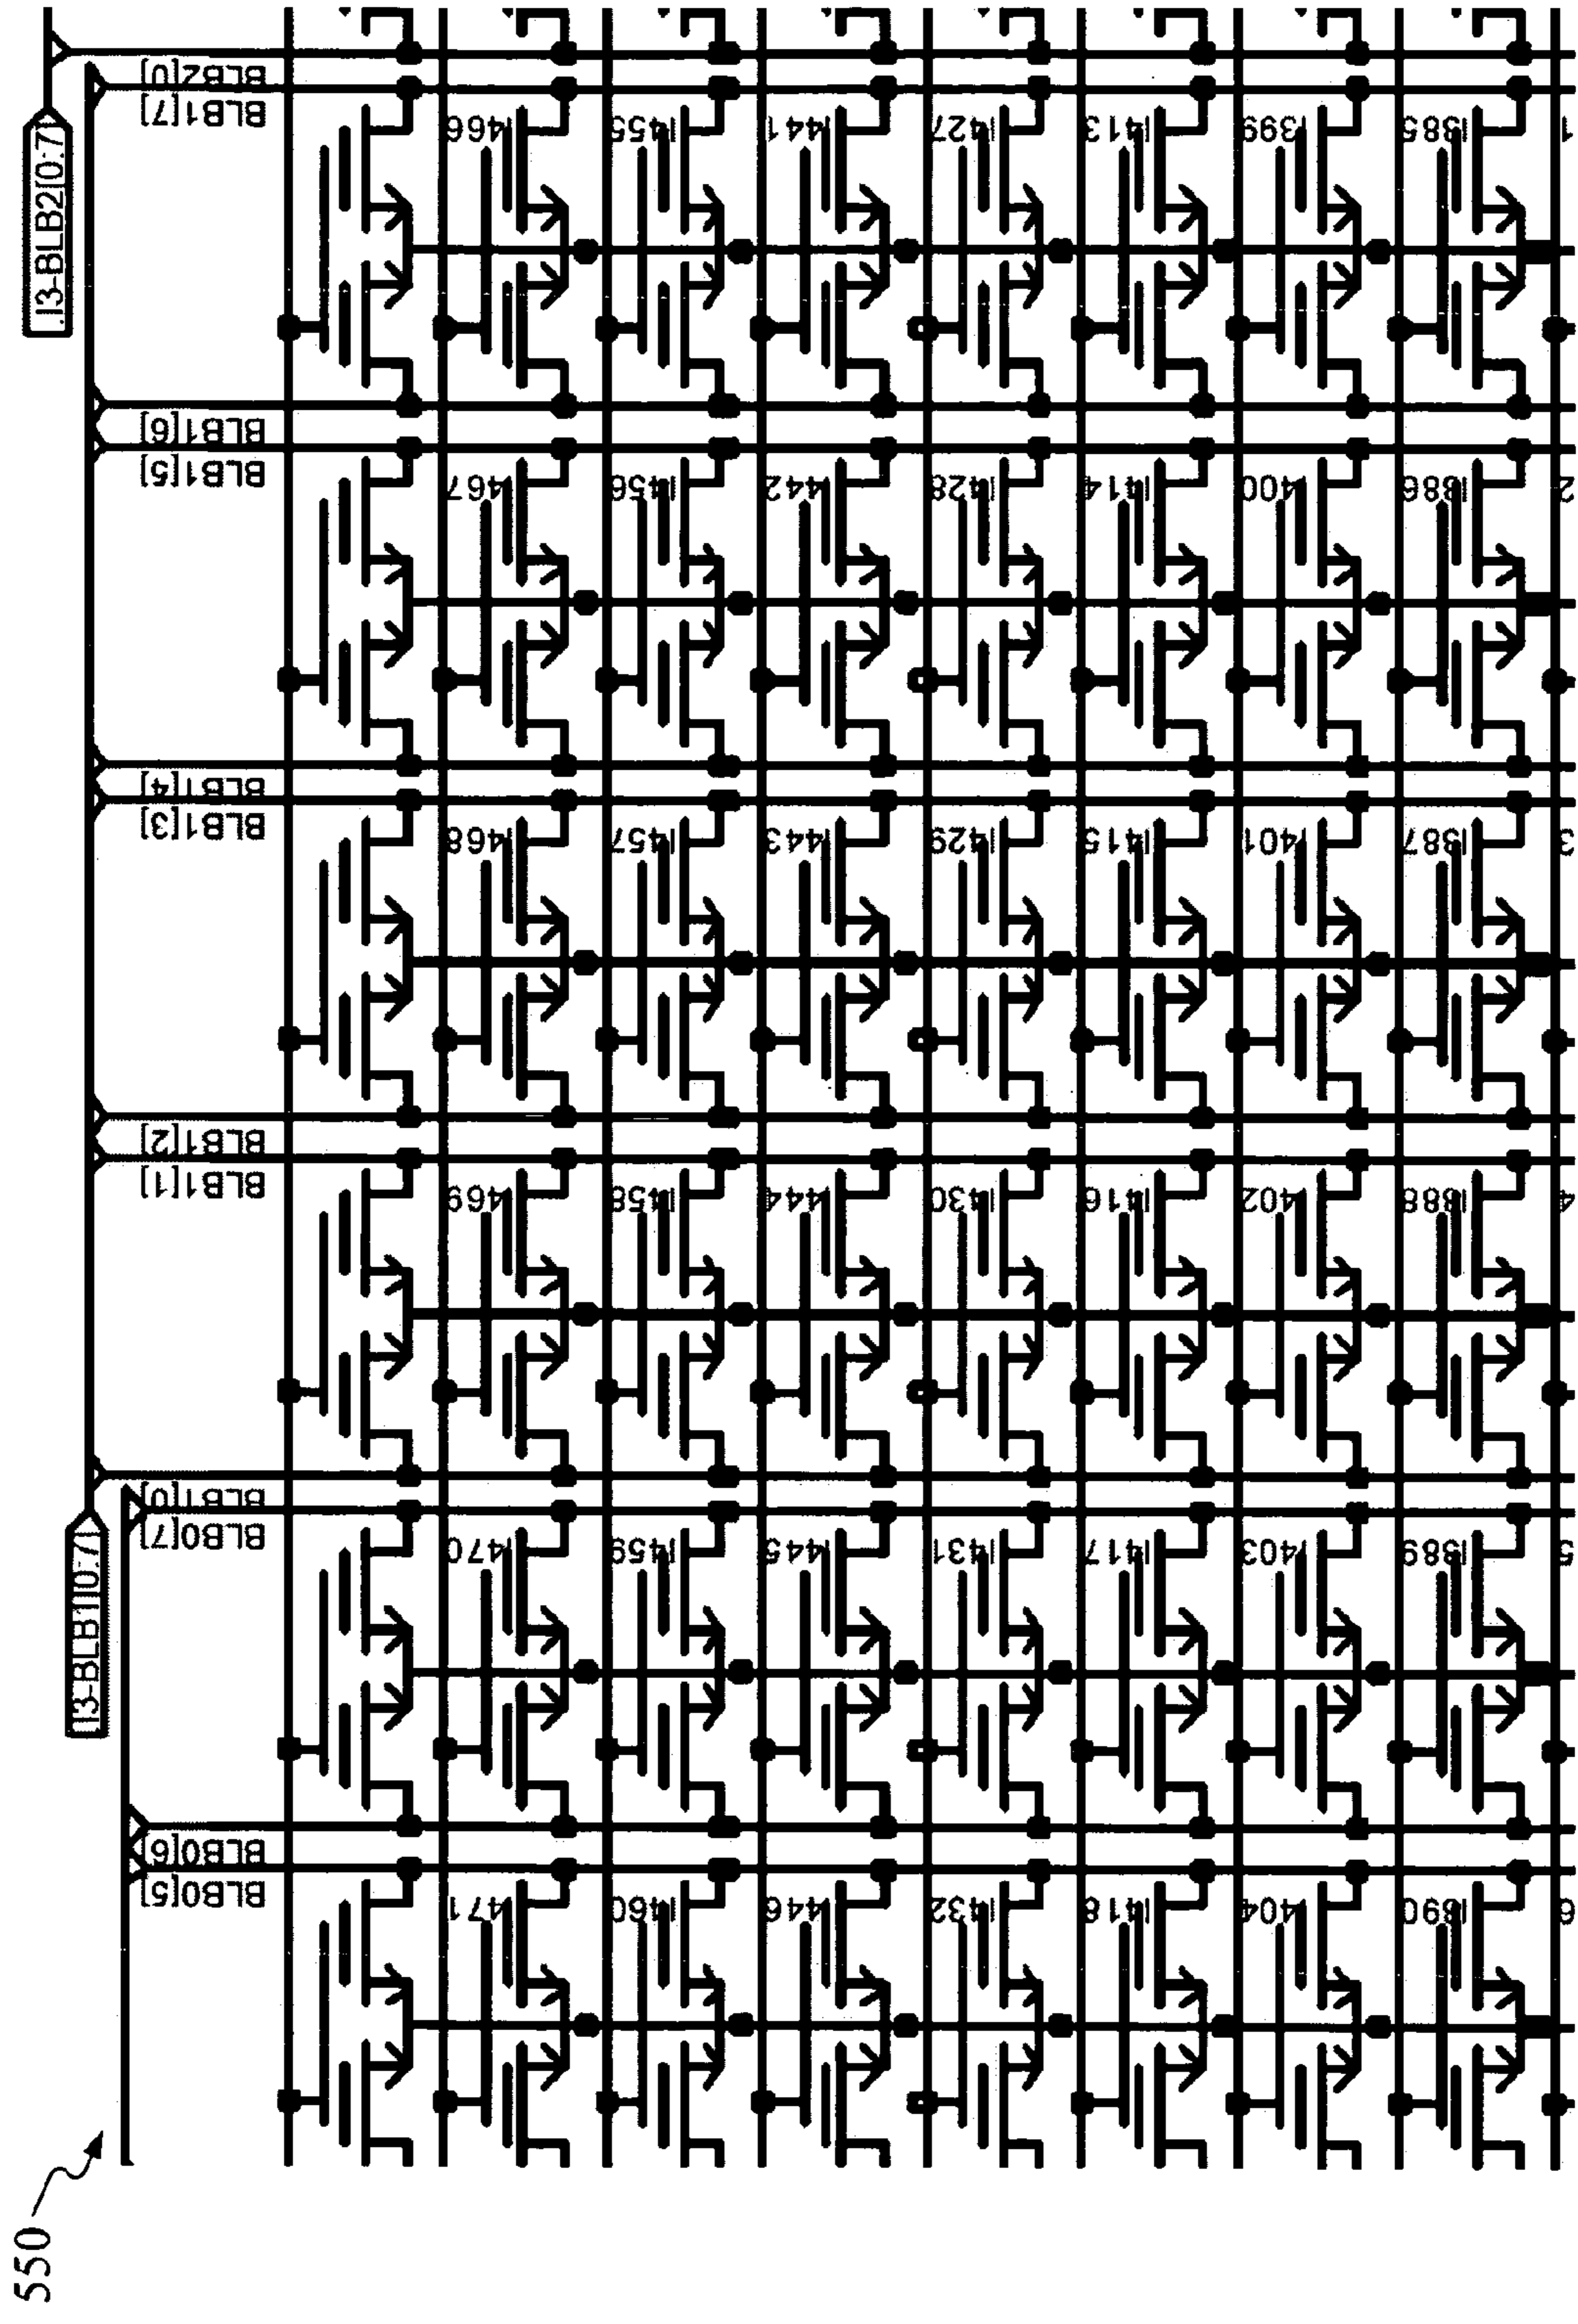 550
.I3-BLB2[0:7]
I3-BLB1[0:7]
BLB2[0]
BLB1[7]
BLB1[6]
BLB1[5]
BLB1[4]
BLB1[3]
BLB1[2]
BLB1[1]
BLB1[0]
BLB0[7]
BLB0[6]
BLB0[5]
I466 I455 I441 I427 I413 I399 I385 1
I467 I456 I442 I428 I414 I400 I386 2
I468 I457 I443 I429 I415 I401 I387 3
I469 I458 I444 I430 I416 I402 I388 4
I470 I459 I445 I431 I417 I403 I389 5
I471 I460 I446 I432 I418 I404 I390 6